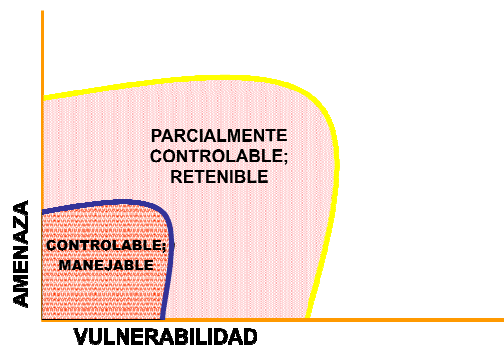 PARCIALMENTE
CONTROLABLE;
RETENIBLE
AMENAZA
CONTROLABLE;
MANEJABLE
VULNERABILIDAD